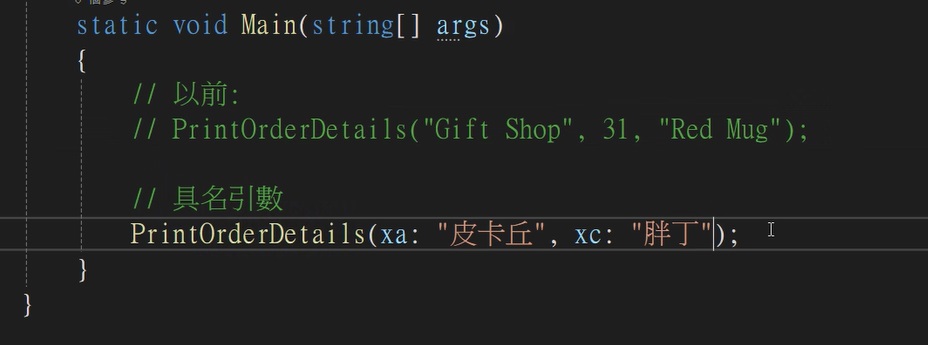 static void Main(string[] args)
{
// 以前:
// PrintOrderDetails("Gift Shop", 31, "Red Mug");
// 具名引數
PrintOrderDetails(xa: "皮卡丘", xc: "胖丁");
}
}